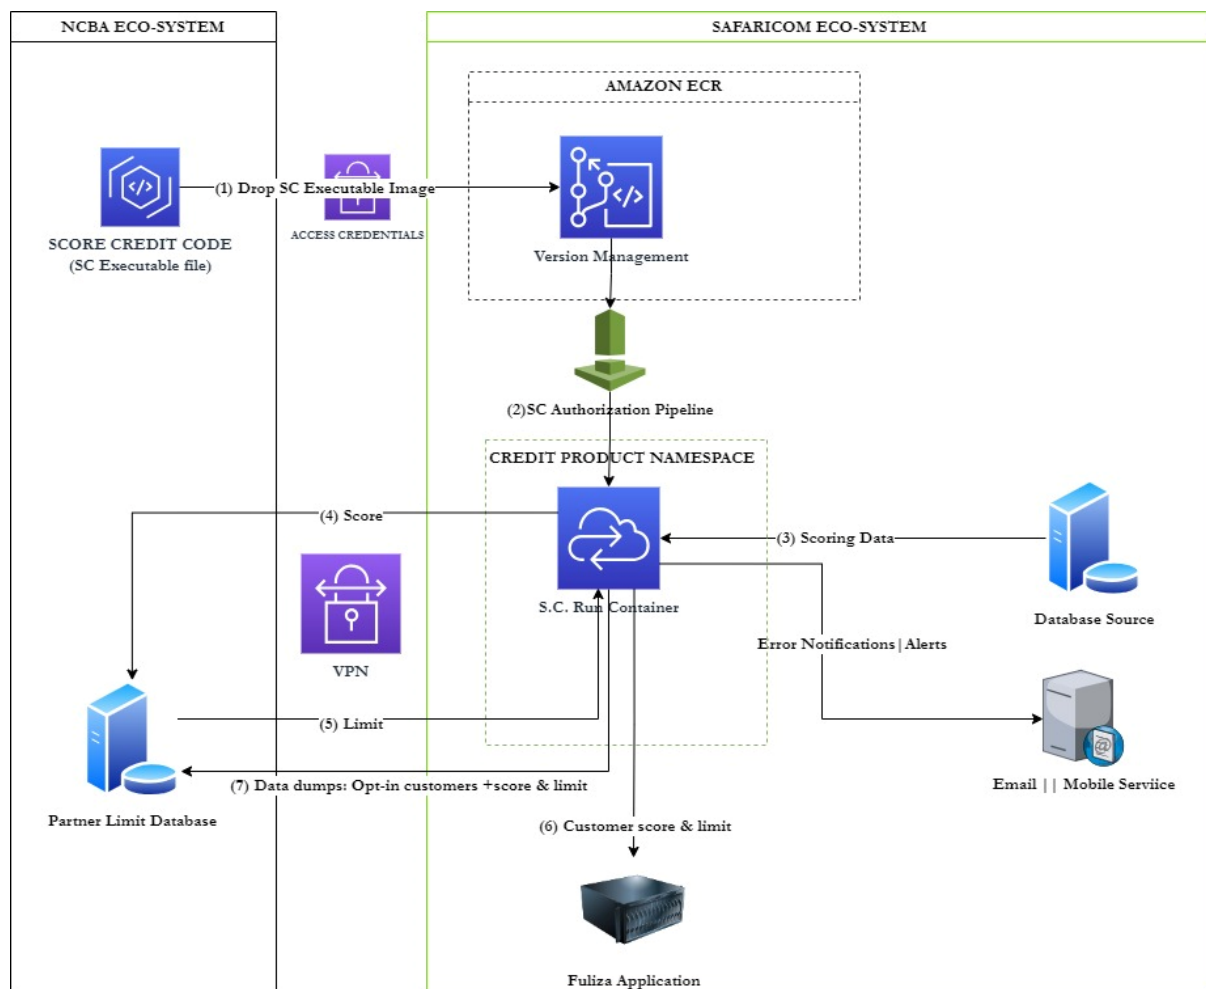 NCBA ECO-SYSTEM
SAFARICOM ECO-SYSTEM
AMAZON ECR
(1) Drop SC Executable Image
ACCESS CREDENTIALS
SCORE CREDIT CODE
(SC Executable file)
Version Management
(2)SC Authorization Pipeline
CREDIT PRODUCT NAMESPACE
(4) Score
(3) Scoring Data
S.C. Run Container
Database Source
Error Notifications|Alerts
VPN
(5) Limit
(7) Data dumps: Opt-in customers +score & limit
Email || Mobile Serviice
Partner Limit Database
(6) Customer score & limit
Fuliza Application